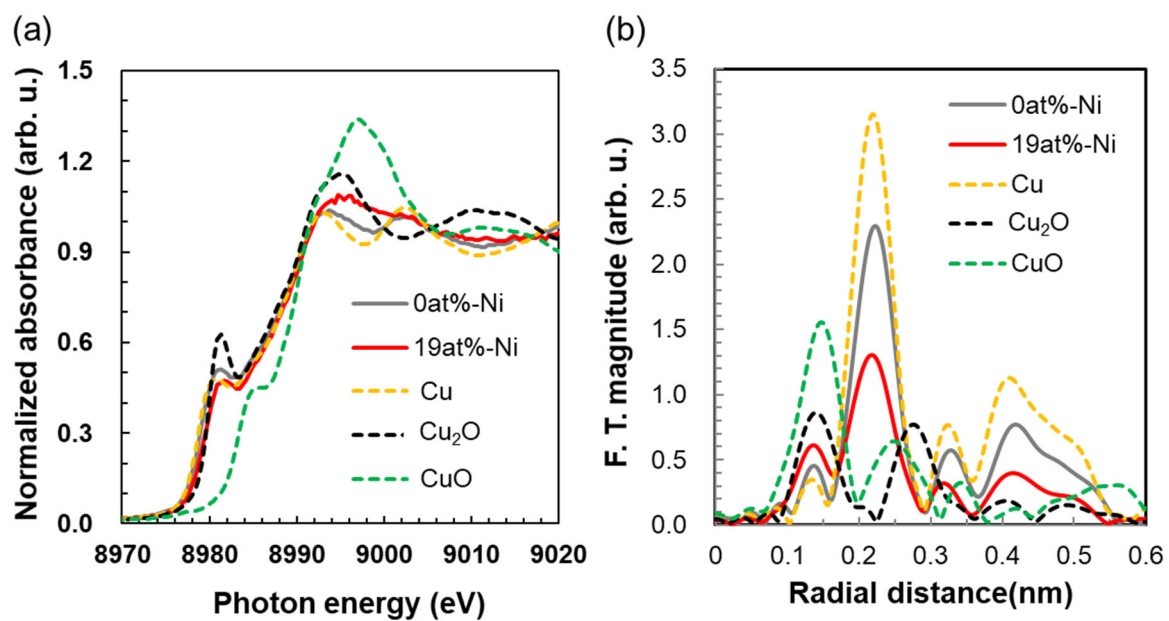 (a)
Normalized absorbance (arb. u.)
1.5
1.2
0.9
0.6
0.3
0.0
0at%-Ni
19at%-Ni
Cu
Cu₂O
CuO
8970 8980 8990 9000 9010 9020
Photon energy (eV)
(b)
F. T. magnitude (arb. u.)
3.5
3.0
2.5
2.0
1.5
1.0
0.5
0.0
0at%-Ni
19at%-Ni
Cu
Cu₂O
CuO
0 0.1 0.2 0.3 0.4 0.5 0.6
Radial distance(nm)